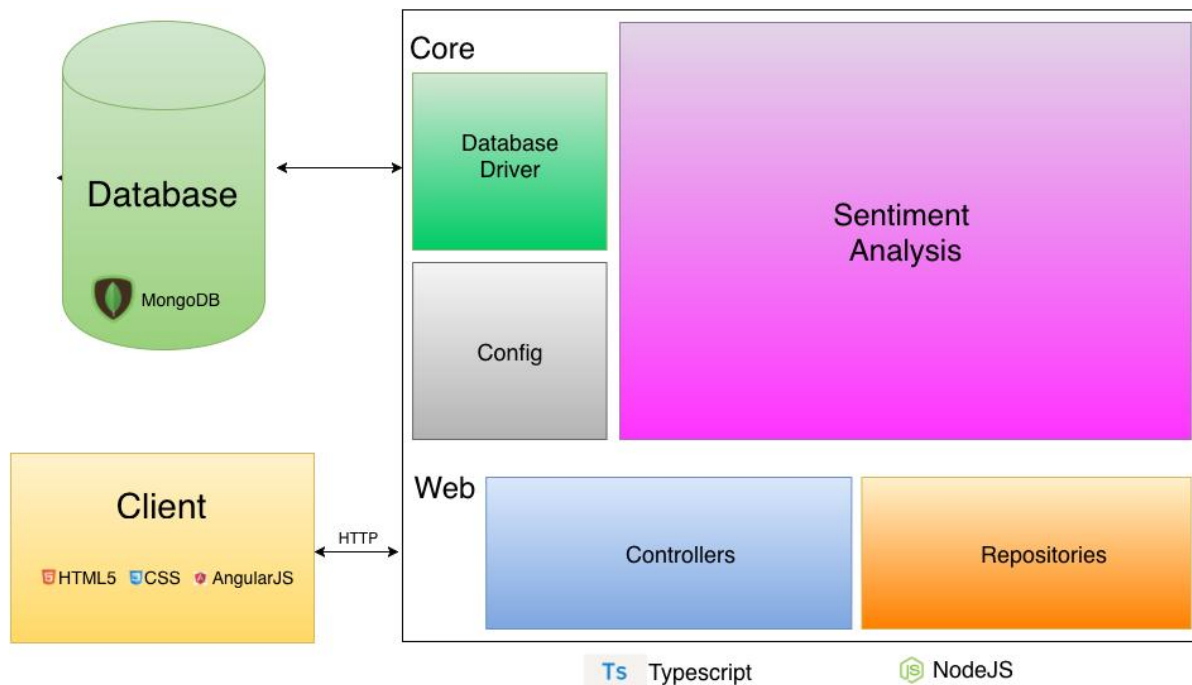 Core
Database
Driver
Sentiment
Analysis
Database
MongoDB
Config
Client
HTML5 CSS AngularJS
HTTP
Web
Controllers
Repositories
Ts Typescript
NodeJS